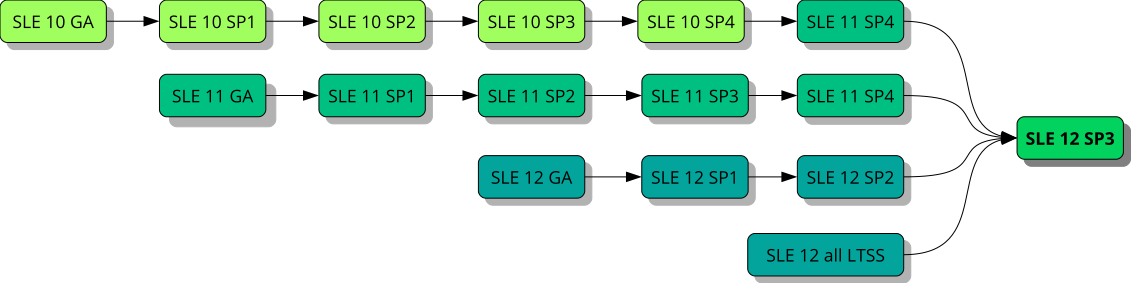 SLE 10 GA
SLE 10 SP1
SLE 10 SP2
SLE 10 SP3
SLE 10 SP4
SLE 11 SP4
SLE 11 GA
SLE 11 SP1
SLE 11 SP2
SLE 11 SP3
SLE 11 SP4
SLE 12 SP3
SLE 12 GA
SLE 12 SP1
SLE 12 SP2
SLE 12 all LTSS